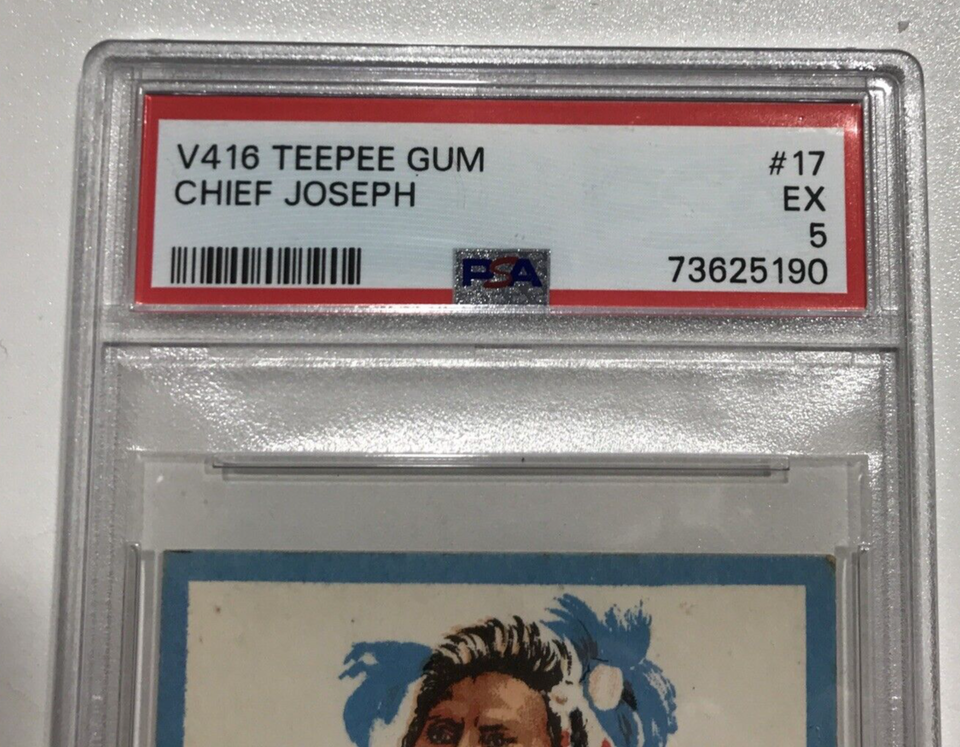 V416 TEEPEE GUM #17
CHIEF JOSEPH EX
5
PSA 73625190